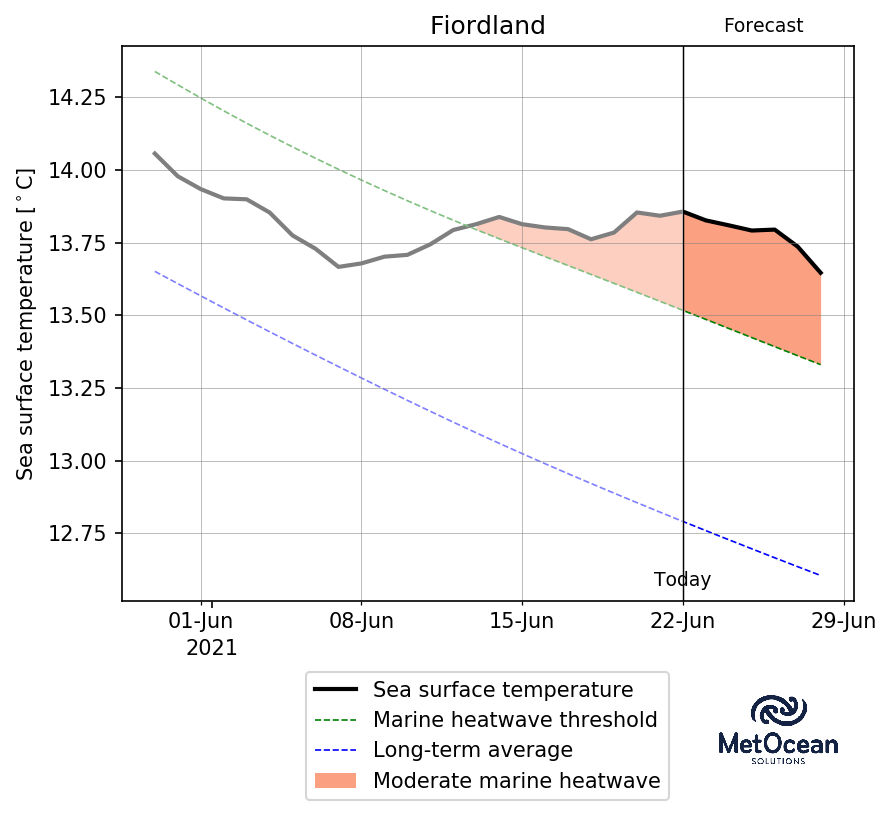 Fiordland
Forecast
Sea surface temperature [°C]
14.25
14.00
13.75
13.50
13.25
13.00
12.75
Today
01-Jun
08-Jun
15-Jun
22-Jun
29-Jun
2021
Sea surface temperature
Marine heatwave threshold
Long-term average
Moderate marine heatwave
MetOcean
SOLUTIONS